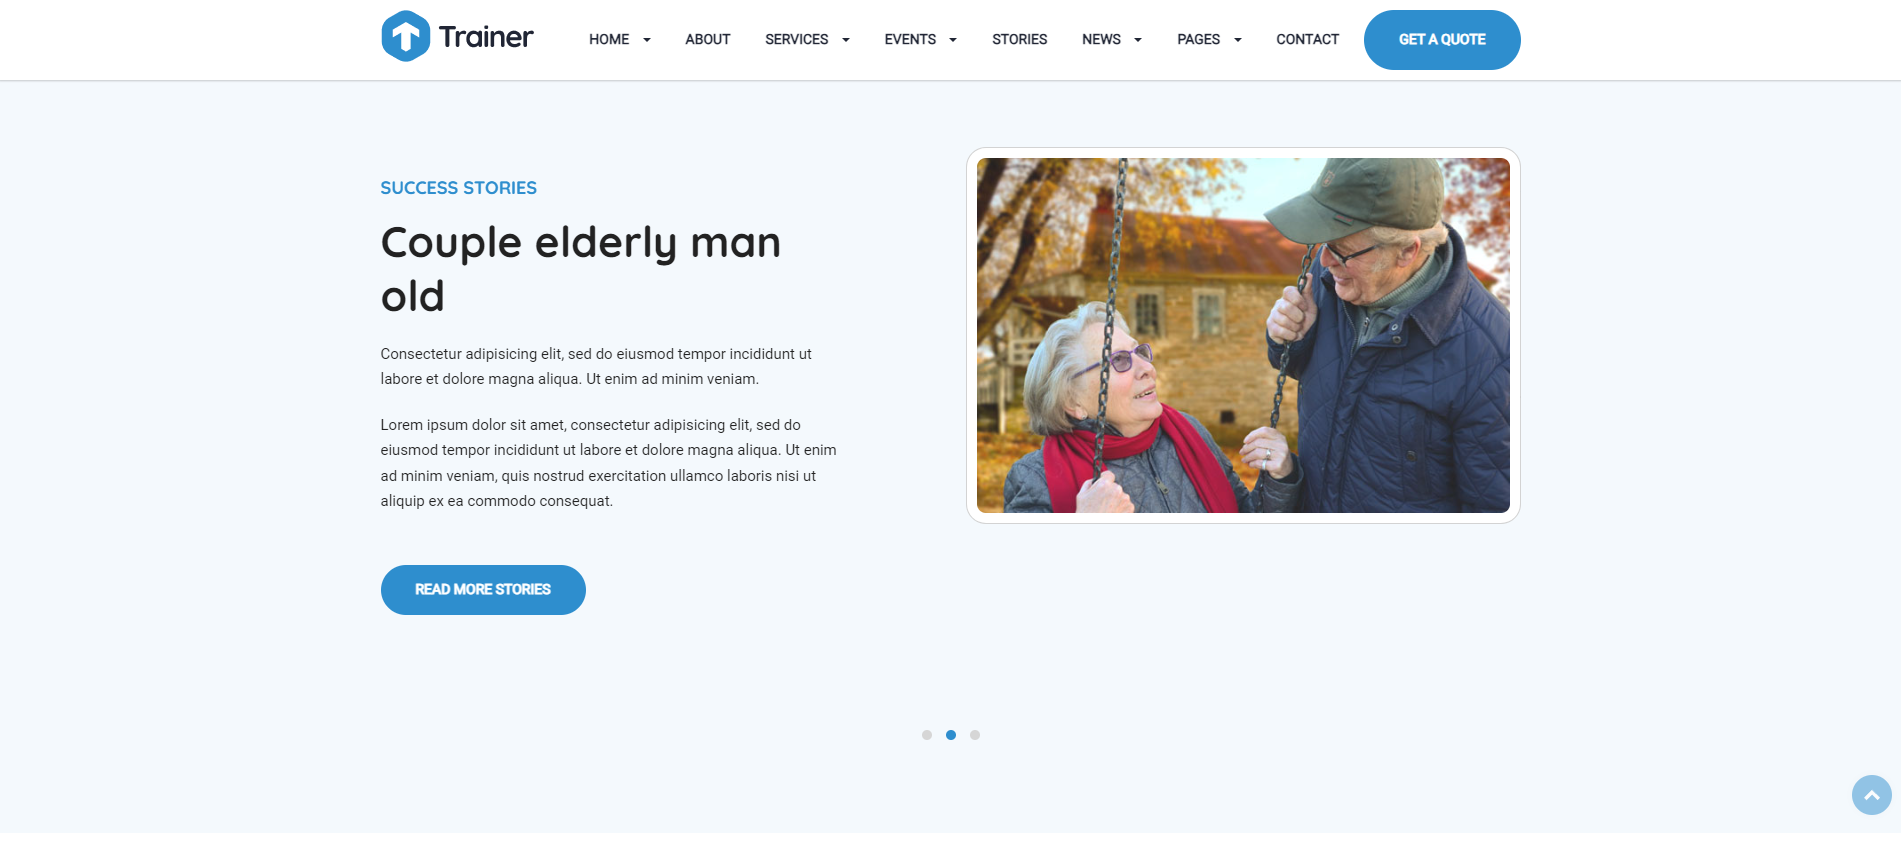 Trainer
HOME
ABOUT
SERVICES
EVENTS
STORIES
NEWS
PAGES
CONTACT
GET A QUOTE
SUCCESS STORIES
Couple elderly man
old
Consectetur adipisicing elit, sed do eiusmod tempor incididunt ut
labore et dolore magna aliqua. Ut enim ad minim veniam.
Lorem ipsum dolor sit amet, consectetur adipisicing elit, sed do
eiusmod tempor incididunt ut labore et dolore magna aliqua. Ut enim
ad minim veniam, quis nostrud exercitation ullamco laboris nisi ut
aliquip ex ea commodo consequat.
READ MORE STORIES